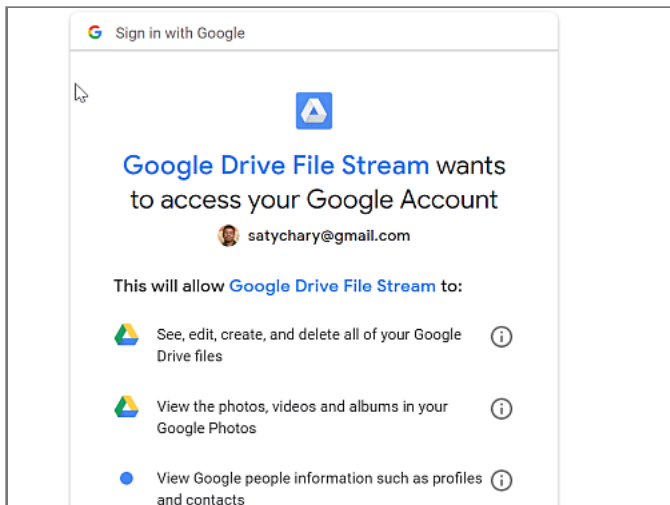 Sign in with Google
Google Drive File Stream wants
to access your Google Account
satychary@gmail.com
This will allow Google Drive File Stream to:
See, edit, create, and delete all of your Google
Drive files
View the photos, videos and albums in your
Google Photos
View Google people information such as profiles
and contacts